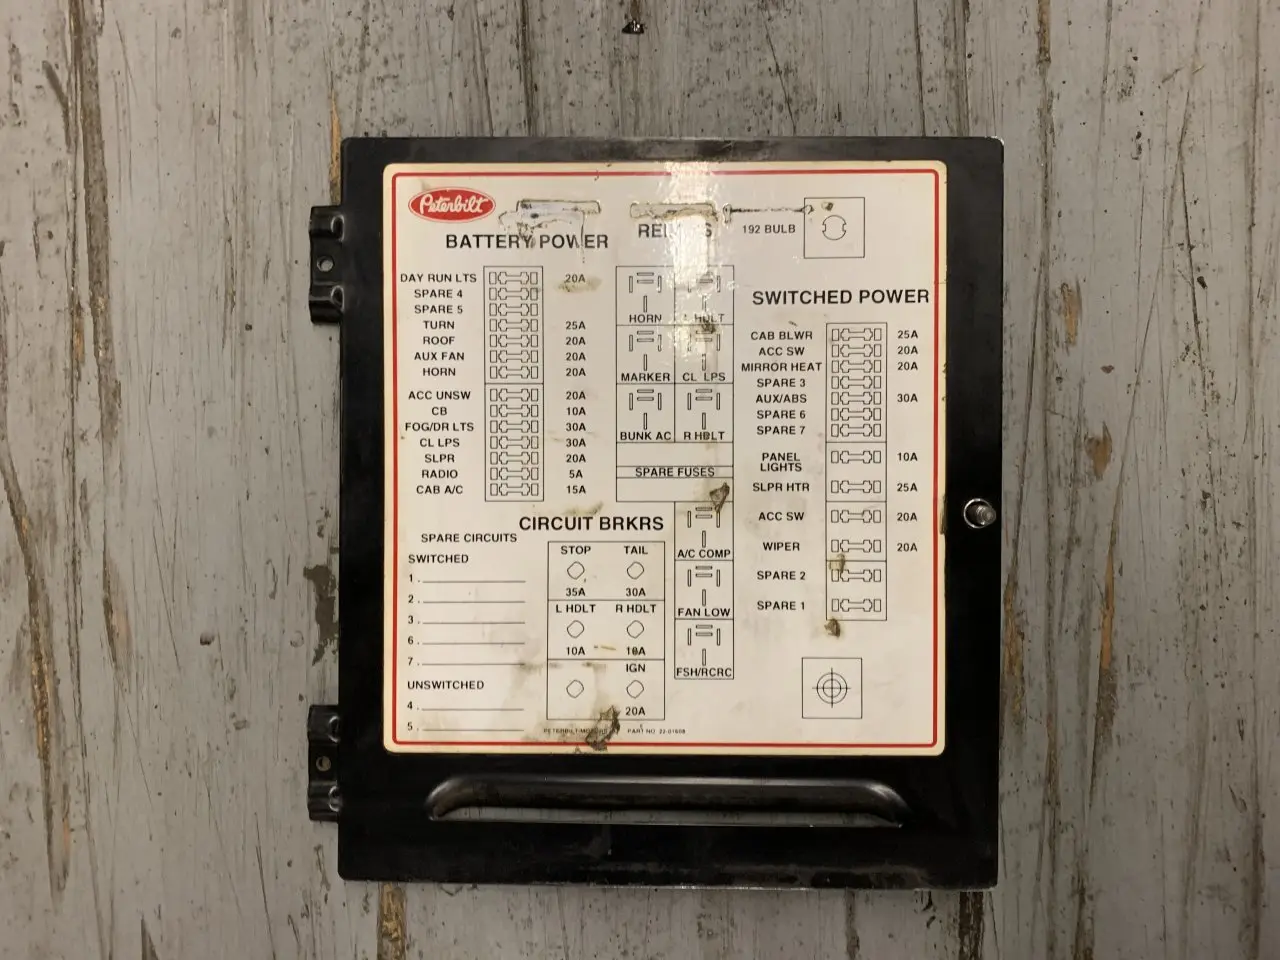 Peterbilt
BATTERY POWER
DAY RUN LTS 20A
SPARE 4
SPARE 5
TURN 25A
ROOF 20A
AUX FAN 20A
HORN 20A
ACC UNSW 20A
CB 10A
FOG/DR LTS 30A
CL LPS 30A
SLPR 20A
RADIO 5A
CAB A/C 15A
HORN HDLT
MARKER CL LPS
BUNK AC R HDLT
SPARE FUSES
A/C COMP
FAN LOW
FSH/RCRC
192 BULB
SWITCHED POWER
CAB BLWR 25A
ACC SW 20A
MIRROR HEAT 20A
SPARE 3
AUX/ABS 30A
SPARE 6
SPARE 7
PANEL
LIGHTS 10A
SLPR HTR 25A
ACC SW 20A
WIPER 20A
SPARE 2
SPARE 1
CIRCUIT BRKRS
STOP TAIL
35A 30A
L HDLT R HDLT
10A 10A
IGN
20A
SPARE CIRCUITS
SWITCHED
1.
2.
3.
6.
7.
UNSWITCHED
4.
5.
PETERBILT MOTORS PART NO